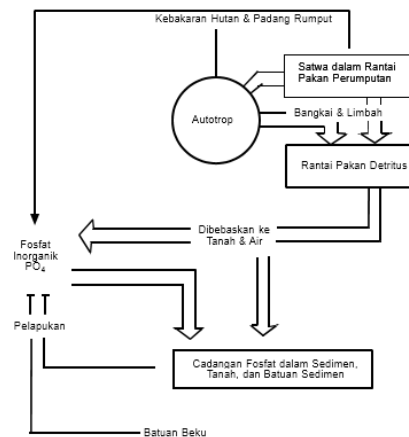 Kebakaran Hutan & Padang Rumput
Satwa dalam Rantai
Pakan Perumputan
Autotrop
Bangkai & Limbah
Rantai Pakan Detritus
Dibebaskan ke
Tanah & Air
Fosfat
Inorganik
PO4
Pelapukan
Cadangan Fosfat dalam Sedimen,
Tanah, dan Batuan Sedimen
Batuan Beku